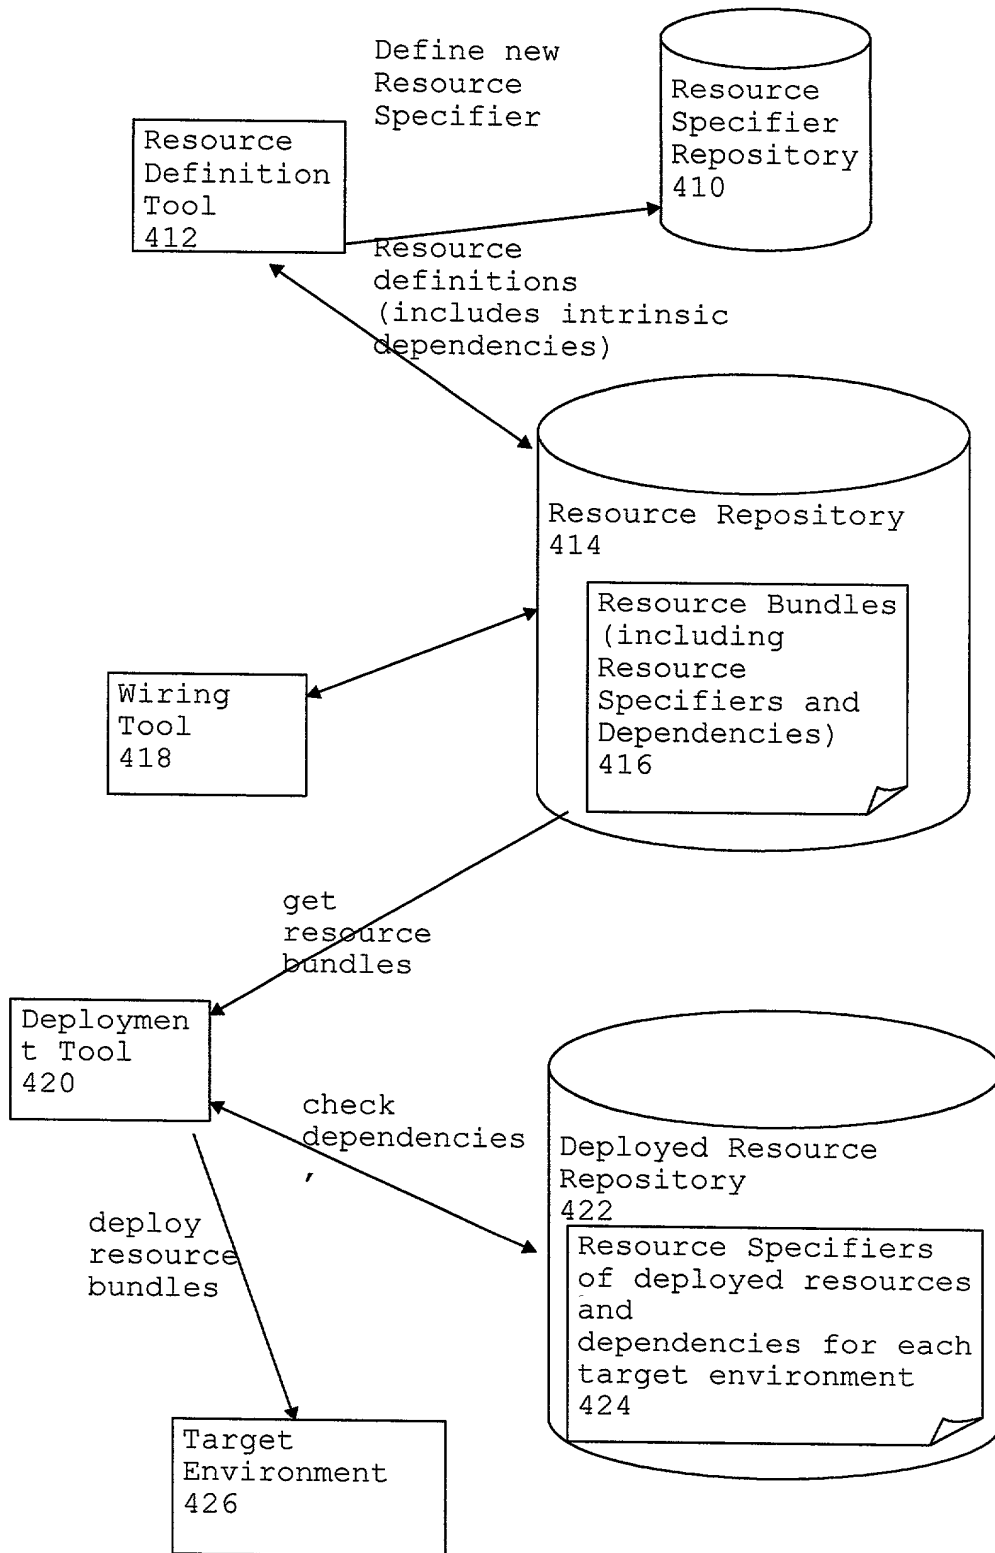 Define new
Resource
Specifier
Resource
Specifier
Repository
410
Resource
Definition
Tool
412
Resource
definitions
(includes intrinsic
dependencies)
Resource Repository
414
Resource Bundles
(including
Resource
Specifiers and
Dependencies)
416
Wiring
Tool
418
get
resource
bundles
Deploymen
t Tool
420
check
dependencies
,
Deployed Resource
Repository
422
Resource Specifiers
of deployed resources
and
dependencies for each
target environment
424
deploy
resource
bundles
Target
Environment
426